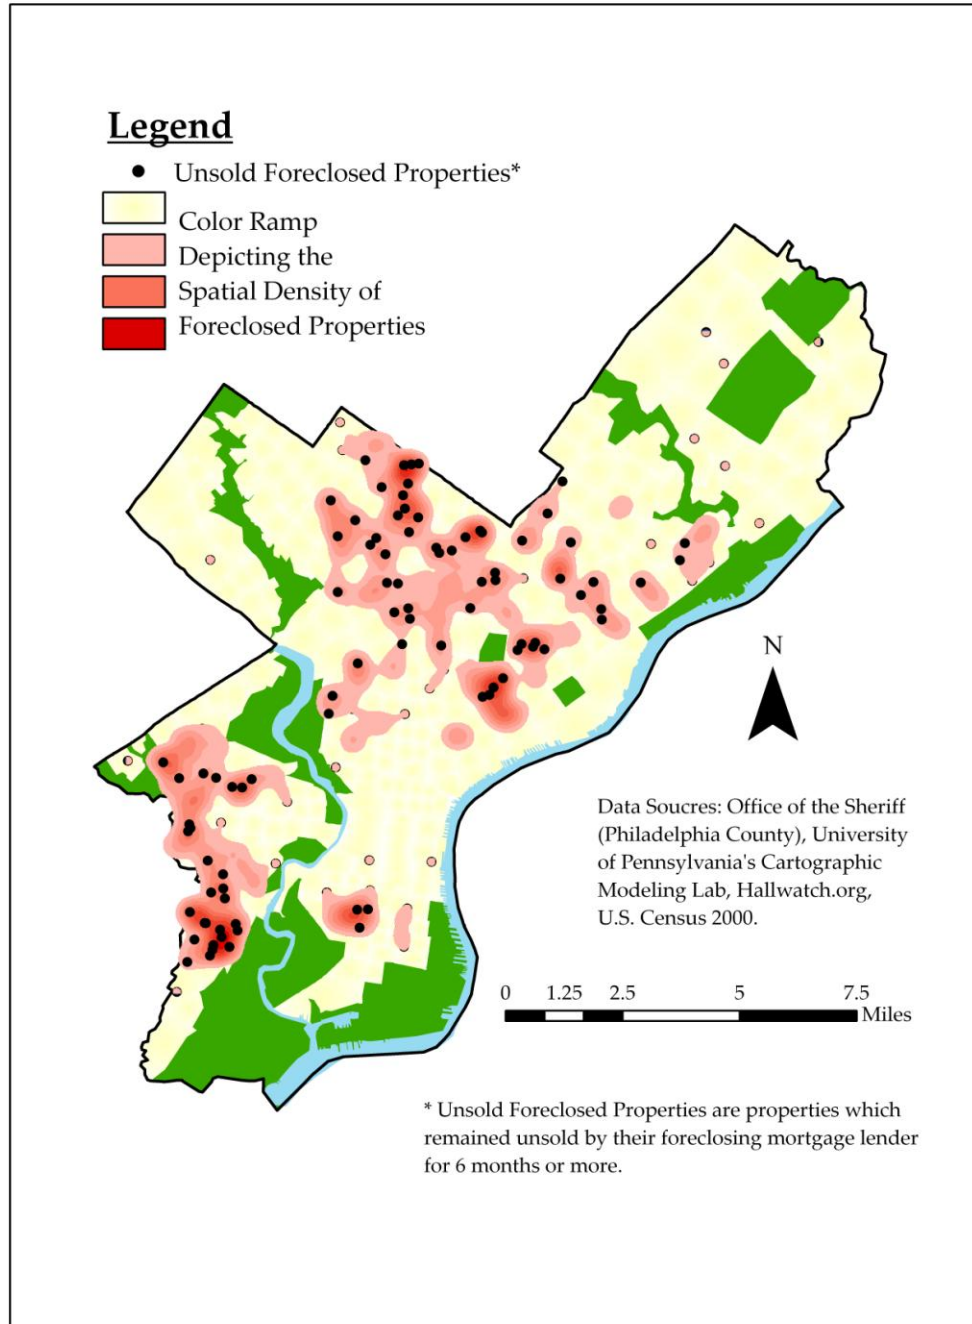 Legend
Unsold Foreclosed Properties*
Color Ramp
Depicting the
Spatial Density of
Foreclosed Properties
N
Data Soucres: Office of the Sheriff
(Philadelphia County), University
of Pennsylvania's Cartographic
Modeling Lab, Hallwatch.org,
U.S. Census 2000.
0 1.25 2.5 5 7.5
Miles
* Unsold Foreclosed Properties are properties which
remained unsold by their foreclosing mortgage lender
for 6 months or more.